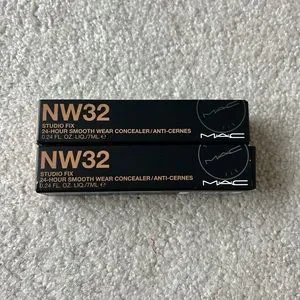 NW32
STUDIO FIX
24-HOUR SMOOTH WEAR CONCEALER/ANTI-CERNES
0.24 FL. OZ. LIQ./7ML ℮
MAC
NW32
STUDIO FIX
24-HOUR SMOOTH WEAR CONCEALER/ANTI-CERNES
0.24 FL. OZ. LIQ./7ML ℮
MAC